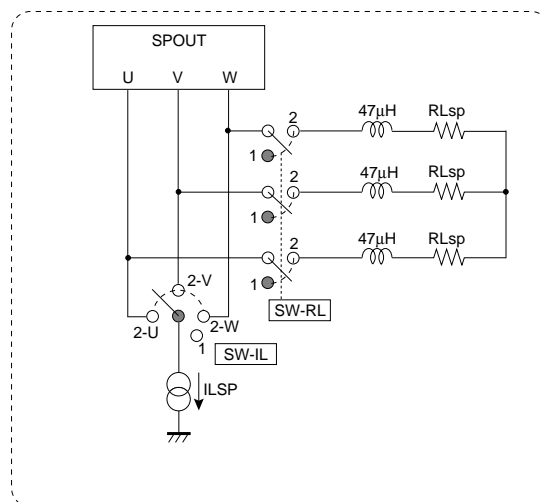 SPOUT
U V W
2 47μH RLsp
1
2 47μH RLsp
1
2 47μH RLsp
1
2-V
SW-RL
2-U 2-W
1 SW-IL
ILSP